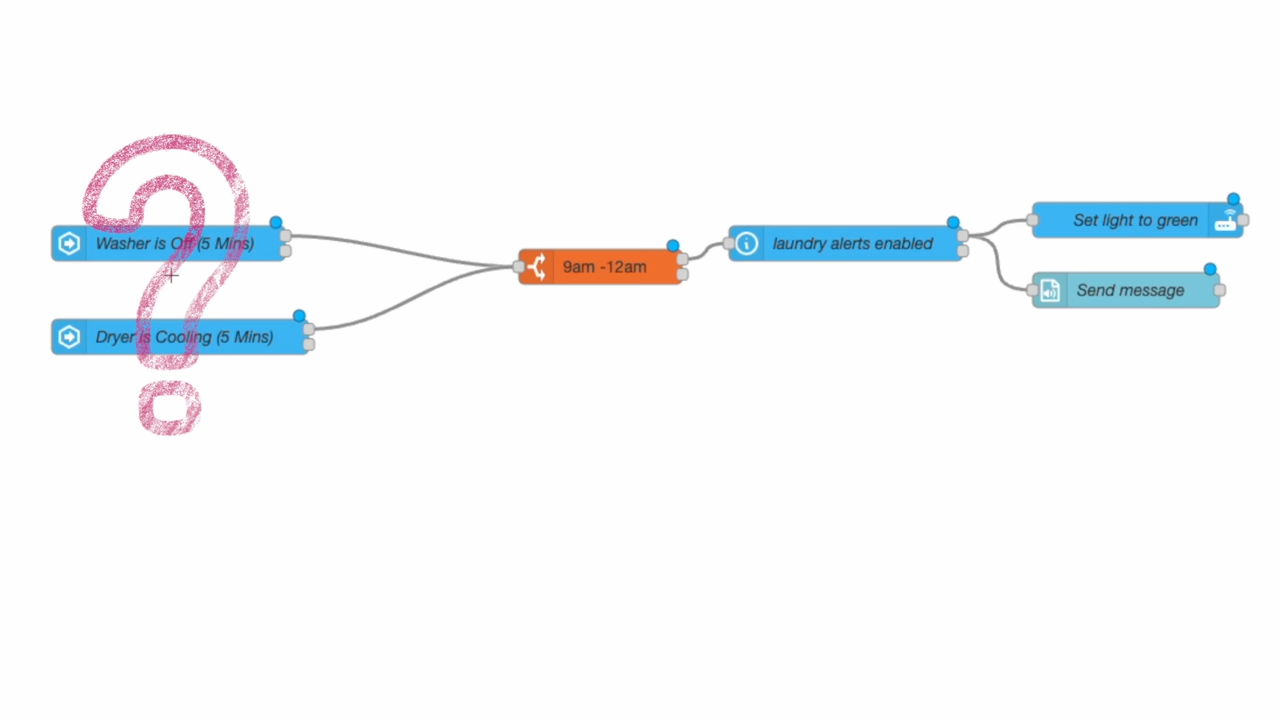 Washer is Off (5 Mins)
Dryer is Cooling (5 Mins)
9am -12am
laundry alerts enabled
Set light to green
Send message